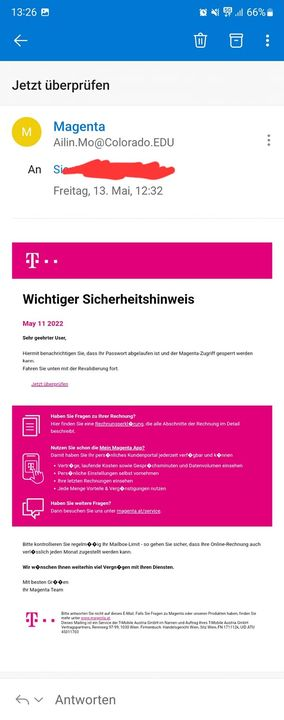 13:26
66%
Jetzt überprüfen
M
Magenta
Ailin.Mo@Colorado.EDU
An
Freitag, 13. Mai, 12:32
T
Wichtiger Sicherheitshinweis
May 11 2022
Sehr geehrter User,
Hiermit benachrichtigen Sie, dass Ihr Passwort abgelaufen ist und der Magenta-Zugriff gesperrt werden
kann.
Fahren Sie unten mit der Revalidierung fort.
Jetzt überprüfen
Haben Sie Fragen zu Ihrer Rechnung?
Hier finden Sie eine Rechnungserkl�rung, die alle Abschnitte der Rechnung im Detail
beschreibt.
Nutzen Sie schon die Mein Magenta App?
Damit haben Sie Ihr pers�nliches Kundenportal jederzeit verf�gbar und k�nnen
• Vertr�ge, laufende Kosten sowie Gespr�chsminuten und Datenvolumen einsehen
• Pers�nliche Einstellungen selbst vornehmen
• Ihre letzten Rechnungen einsehen
• Jede Menge Vorteile & Verg�nstigungen nutzen
Haben Sie weitere Fragen?
Dann besuchen Sie uns unter magenta.at/service.
Bitte kontrollieren Sie regelm��ig Ihr Mailbox-Limit - so gehen Sie sicher, dass Ihre Online-Rechnung auch
verl�sslich jeden Monat zugestellt werden kann.
Wir w�nschen Ihnen weiterhin viel Vergn�gen mit Ihren Diensten.
Mit besten Gr��en
Ihr Magenta Team
T
Bitte antworten Sie nicht auf dieses E-Mail. Falls Sie Fragen zu Magenta oder unseren Produkten haben, finden Sie
mehr unter www.magenta.at.
Dieses Mailing ist ein Service der T-Mobile Austria GmbH im Namen und Auftrag Ihres T-Mobile Austria GmbH
Vertragspartners, Rennweg 97-99, 1030 Wien. Firmenbuch: Handelsgericht Wien, Sitz Wien, FN 171112k, UID ATU
45011703
Antworten